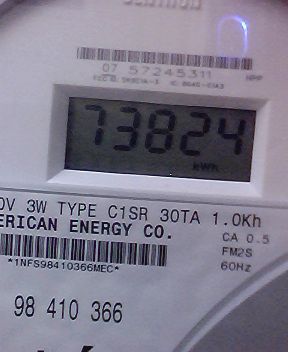 07 57245311
73824
kWh
0V 3W TYPE C1SR 30TA 1.0Kh
ERICAN ENERGY CO.
CA 0.5
FM2S
60Hz
*1NFS98410366MEC*
98 410 366